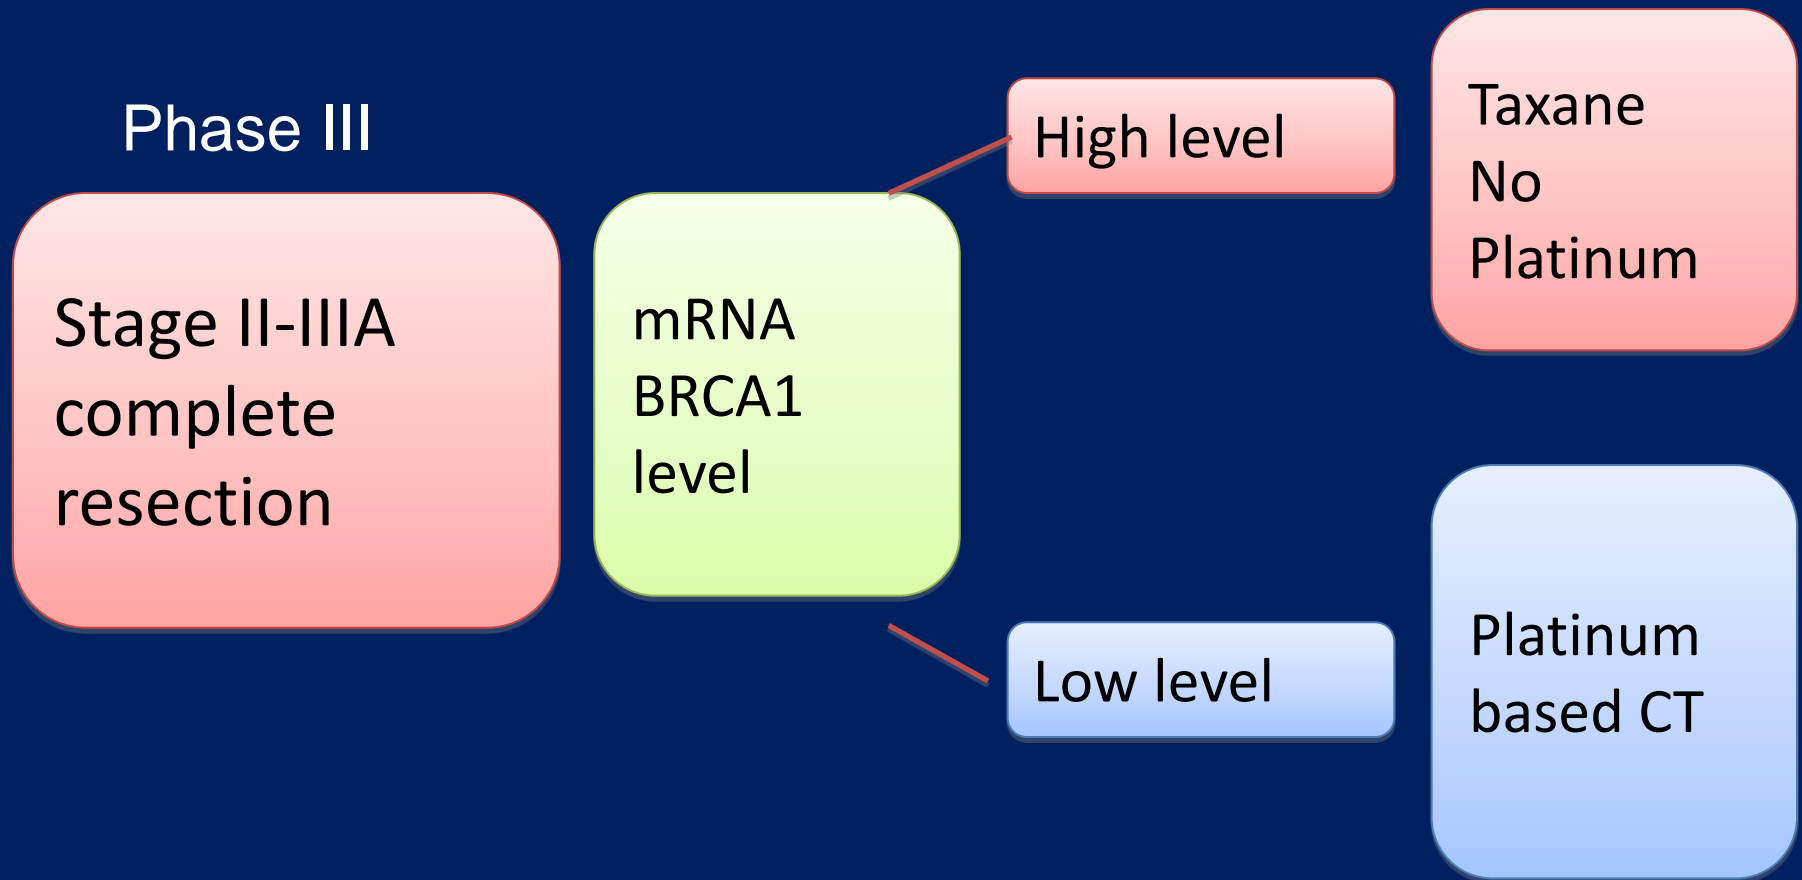 Phase III
Stage II-IIIA
complete
resection
mRNA
BRCA1
level
High level
Taxane
No
Platinum
Low level
Platinum
based CT